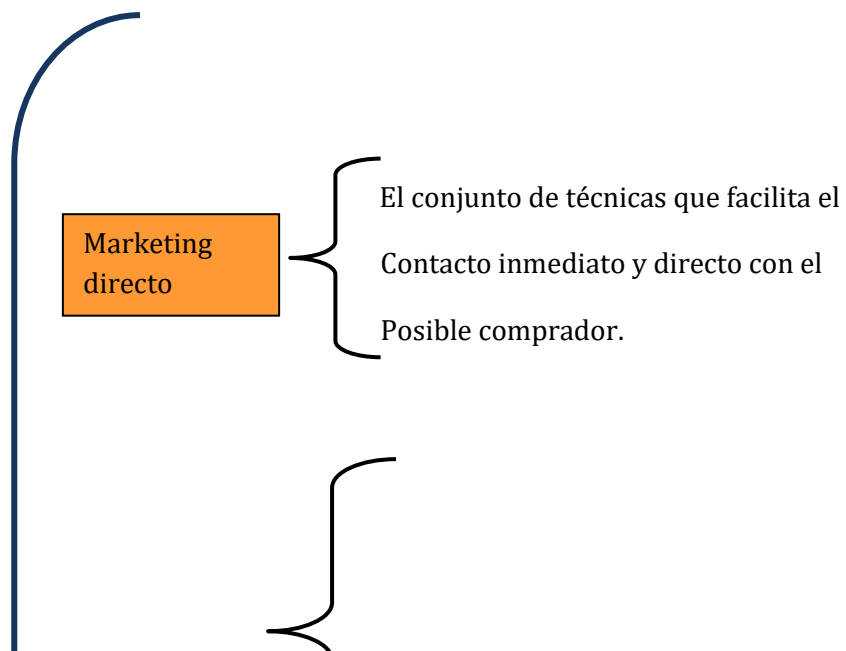 Marketing
directo
El conjunto de técnicas que facilita el
Contacto inmediato y directo con el
Posible comprador.